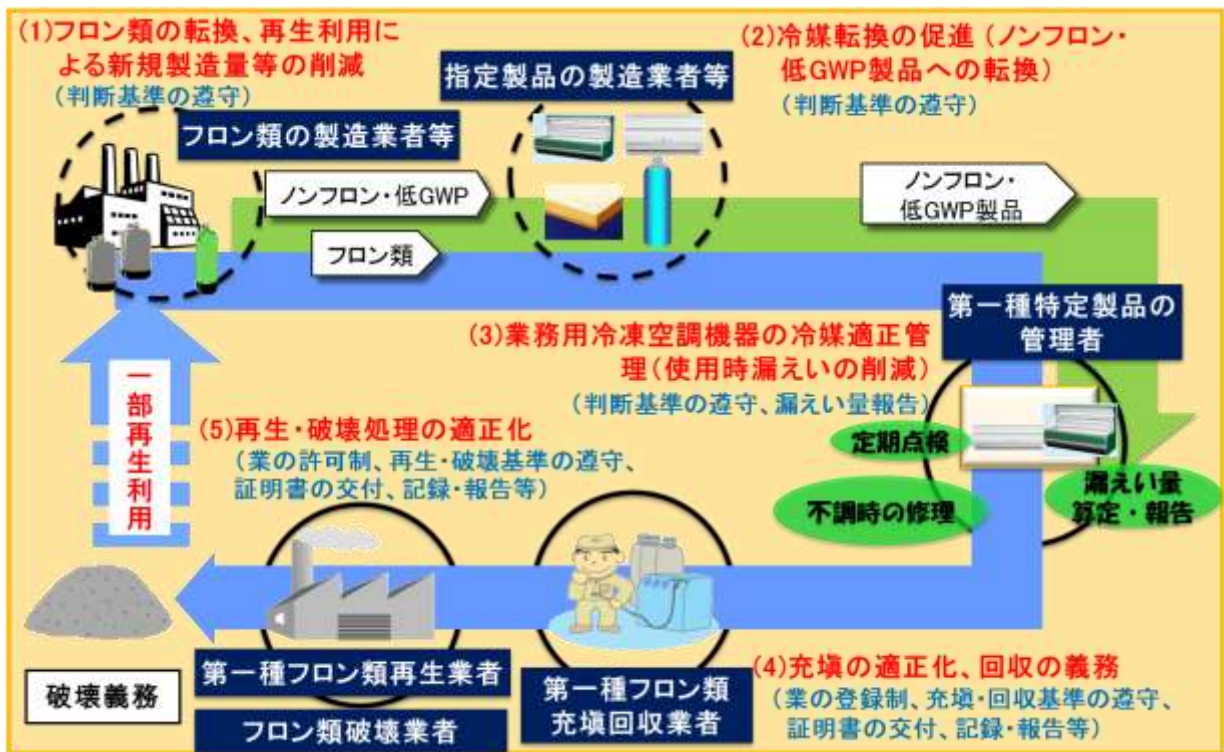 (1)フロン類の転換、再生利用に
よる新規製造量等の削減
(判断基準の遵守)
フロン類の製造業者等
指定製品の製造業者等
(2)冷媒転換の促進(ノンフロン・
低GWP製品への転換)
(判断基準の遵守)
ノンフロン・低GWP
フロン類
ノンフロン・
低GWP製品
第一種特定製品の
管理者
(3)業務用冷凍空調機器の冷媒適正管
理(使用時漏えいの削減)
(判断基準の遵守、漏えい量報告)
定期点検
不調時の修理
漏えい量
算定・報告
一部再生利用
(5)再生・破壊処理の適正化
(業の許可制、再生・破壊基準の遵守、
証明書の交付、記録・報告等)
破壊義務
第一種フロン類再生業者
フロン類破壊業者
第一種フロン類
充塡回収業者
(4)充塡の適正化、回収の義務
(業の登録制、充塡・回収基準の遵守、
証明書の交付、記録・報告等)